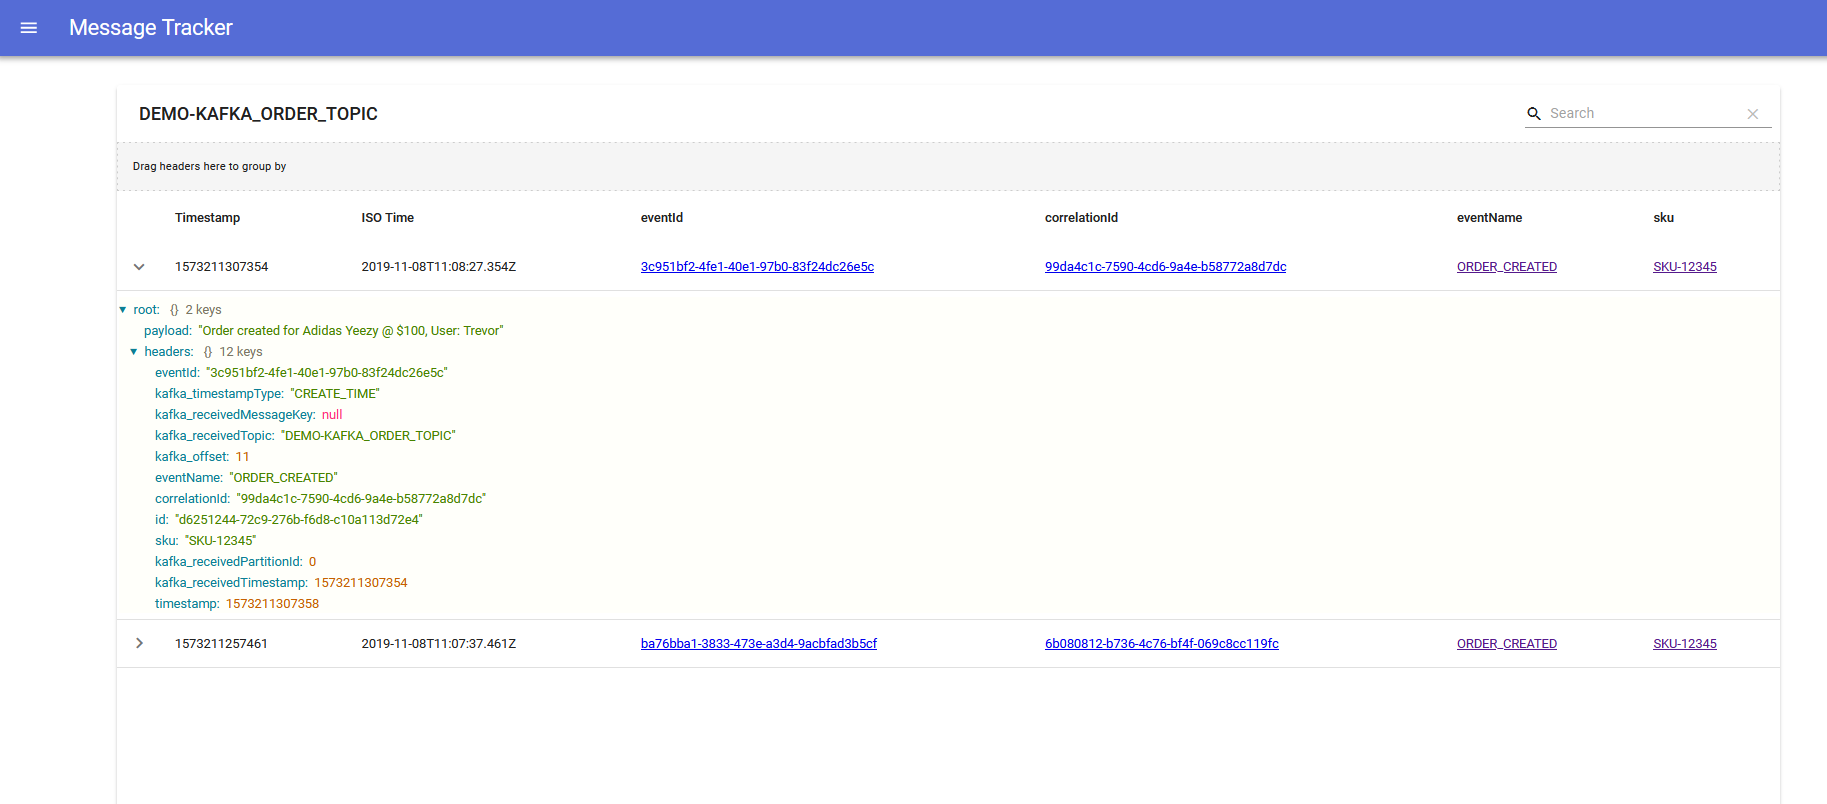 Message Tracker
DEMO-KAFKA_ORDER_TOPIC
Search
Drag headers here to group by
Timestamp ISO Time eventId correlationId eventName sku
1573211307354 2019-11-08T11:08:27.354Z 3c951bf2-4fe1-40e1-97b0-83f24dc26e5c 99da4c1c-7590-4cd6-9a4e-b58772a8d7dc ORDER_CREATED SKU-12345
root: {} 2 keys
payload: "Order created for Adidas Yeezy @ $100, User: Trevor"
headers: {} 12 keys
eventId: "3c951bf2-4fe1-40e1-97b0-83f24dc26e5c"
kafka_timestampType: "CREATE_TIME"
kafka_receivedMessageKey: null
kafka_receivedTopic: "DEMO-KAFKA_ORDER_TOPIC"
kafka_offset: 11
eventName: "ORDER_CREATED"
correlationId: "99da4c1c-7590-4cd6-9a4e-b58772a8d7dc"
id: "d6251244-72c9-276b-f6d8-c10a113d72e4"
sku: "SKU-12345"
kafka_receivedPartitionId: 0
kafka_receivedTimestamp: 1573211307354
timestamp: 1573211307358
1573211257461 2019-11-08T11:07:37.461Z ba76bba1-3833-473e-a3d4-9acbfad3b5cf 6b080812-b736-4c76-bf4f-069c8cc119fc ORDER_CREATED SKU-12345